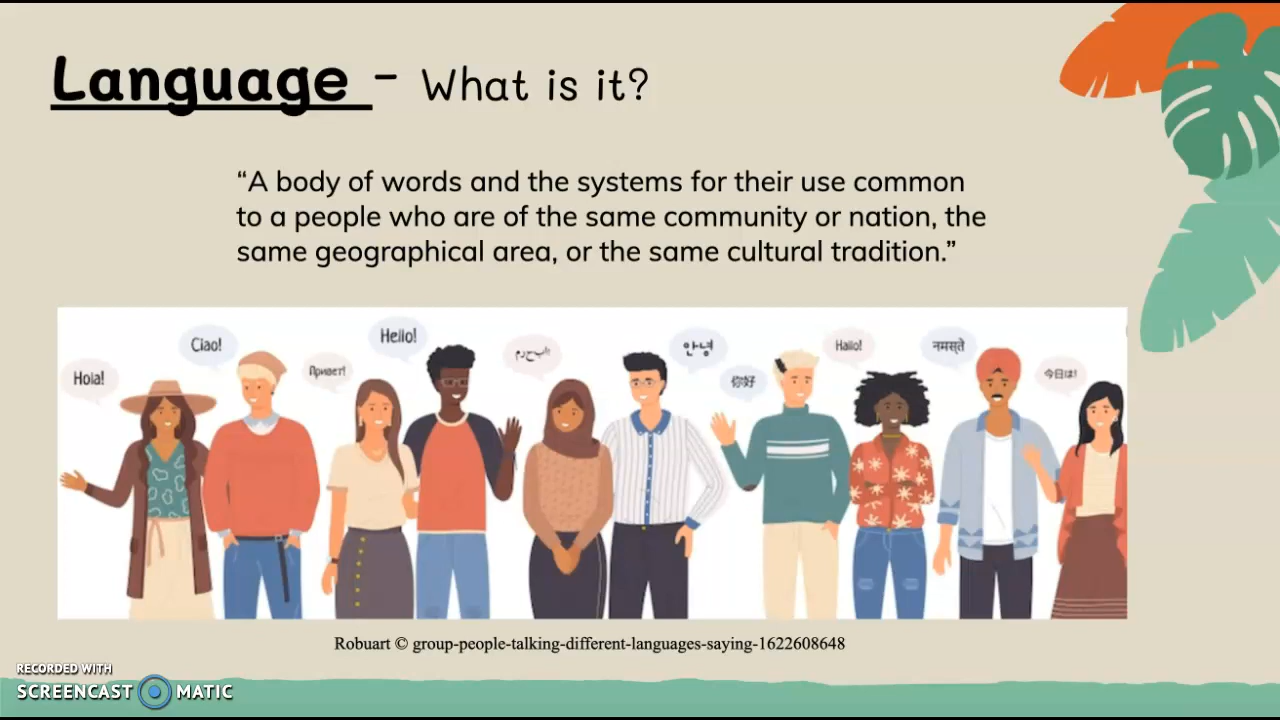 Language - What is it?
“A body of words and the systems for their use common
to a people who are of the same community or nation, the
same geographical area, or the same cultural tradition.”
Hola!
Ciao!
Привет!
Hello!
안녕
你好
Hallo!
नमस्ते
今日は!
Robuart © group-people-talking-different-languages-saying-1622608648
RECORDED WITH
SCREENCAST MATIC